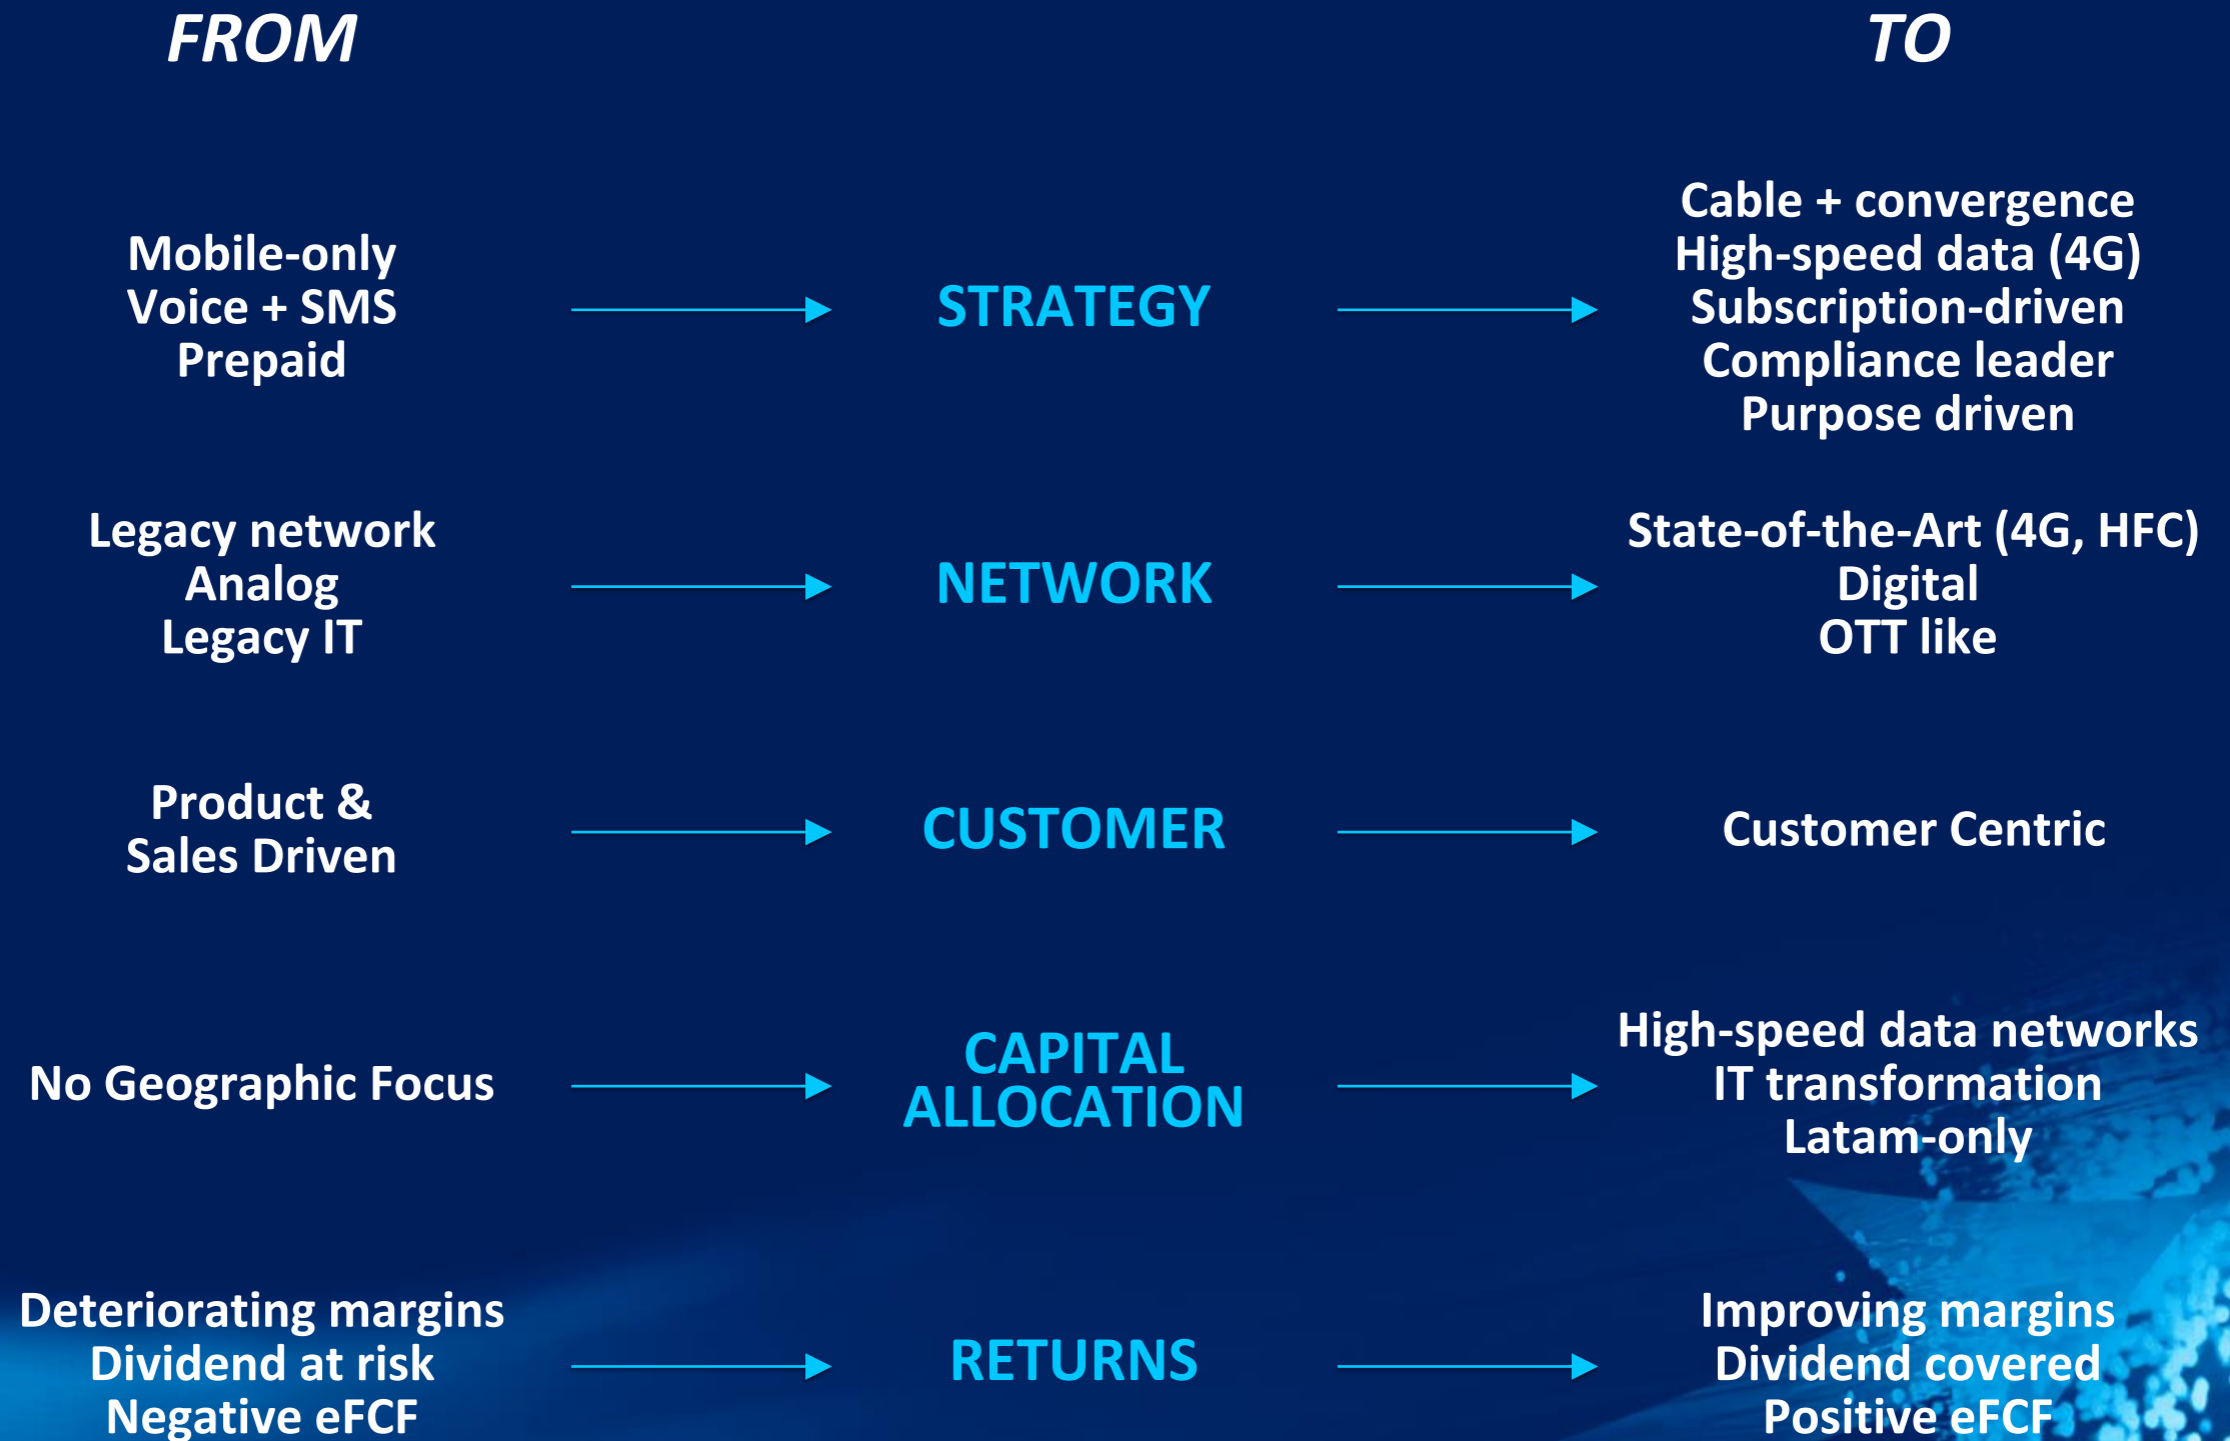 FROM
TO
Mobile-only
Voice + SMS
Prepaid
STRATEGY
Cable + convergence
High-speed data (4G)
Subscription-driven
Compliance leader
Purpose driven
Legacy network
Analog
Legacy IT
NETWORK
State-of-the-Art (4G, HFC)
Digital
OTT like
Product &
Sales Driven
CUSTOMER
Customer Centric
No Geographic Focus
CAPITAL
ALLOCATION
High-speed data networks
IT transformation
Latam-only
Deteriorating margins
Dividend at risk
Negative eFCF
RETURNS
Improving margins
Dividend covered
Positive eFCF